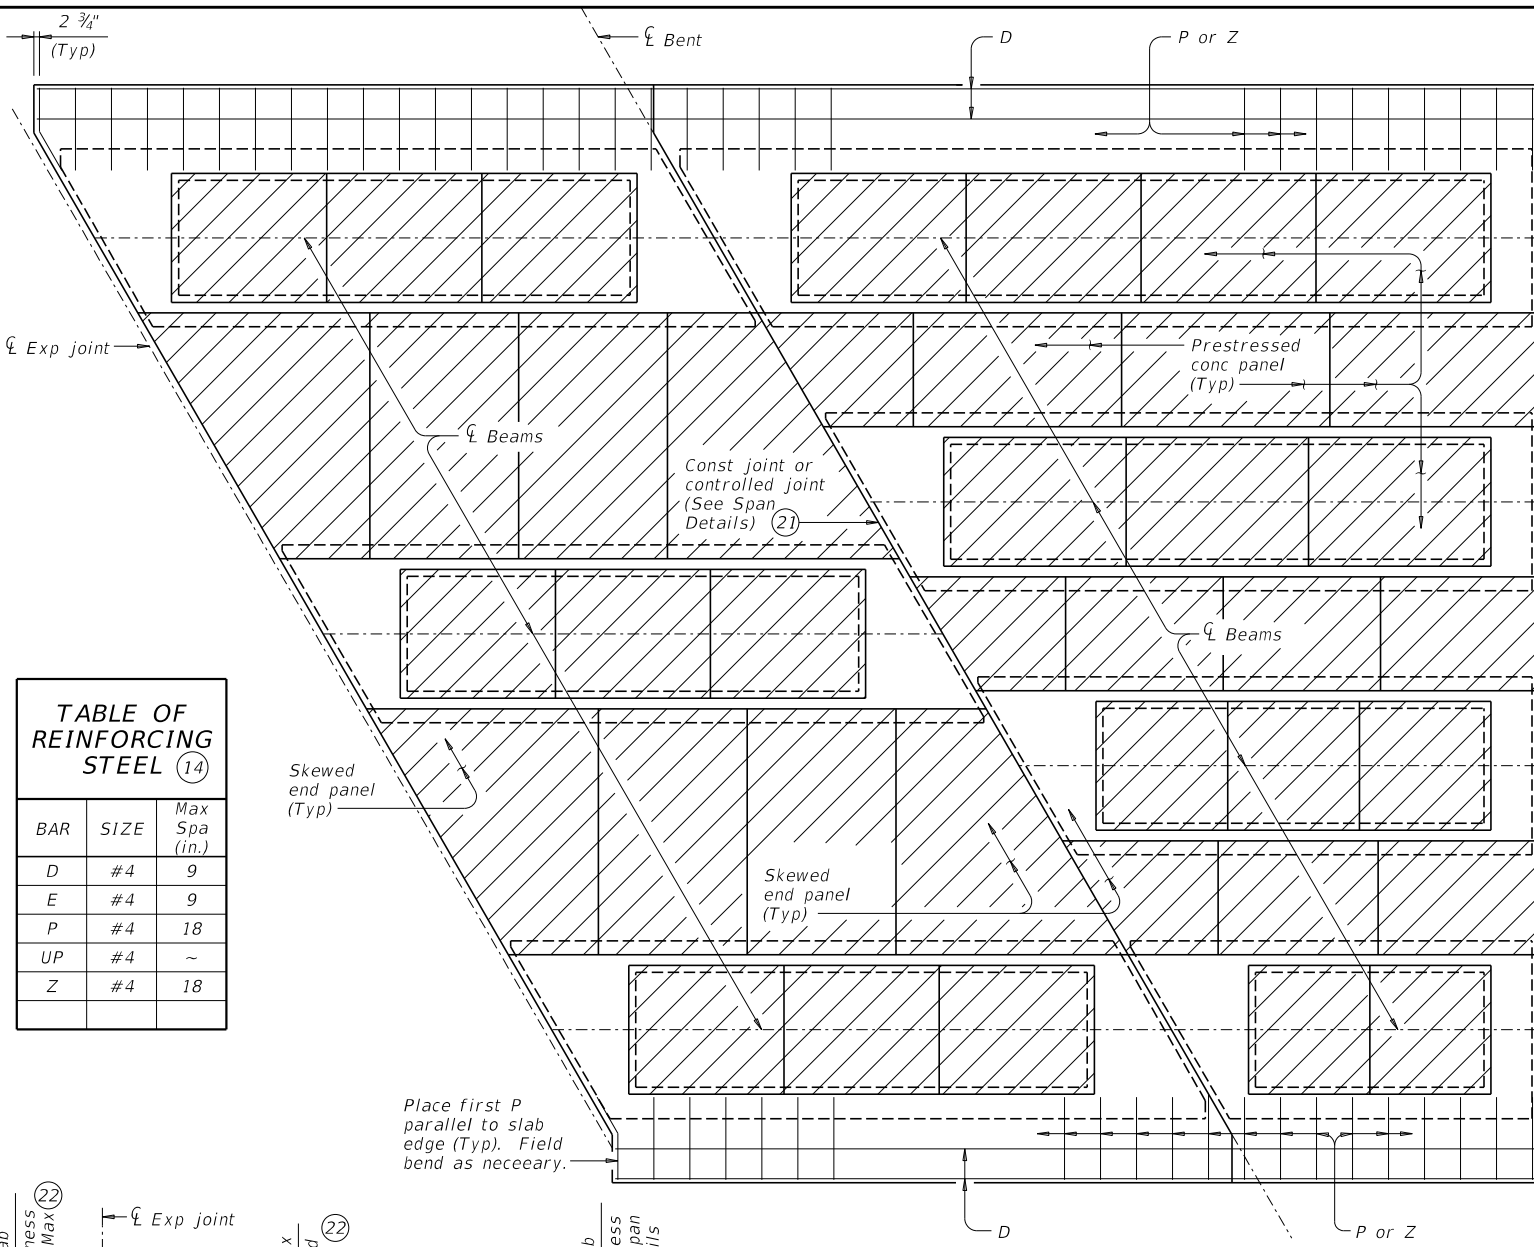 2 ¾"
(Typ)
℄ Bent
D
P or Z
℄ Exp joint
℄ Beams
Prestressed
conc panel
(Typ)
Const joint or
controlled joint
(See Span
Details) 21
℄ Beams
TABLE OF
REINFORCING
STEEL 14
BAR SIZE Max Spa (in.)
D #4 9
E #4 9
P #4 18
UP #4 ~
Z #4 18
Skewed
end panel
(Typ)
Skewed
end panel
(Typ)
Place first P
parallel to slab
edge (Typ). Field
bend as neceeary.
D
P or Z
22
Max
℄ Exp joint
22